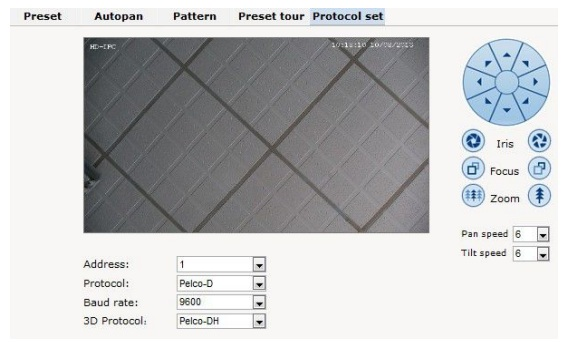 Preset Autopan Pattern Preset tour Protocol set
HD-IPC
Iris
Focus
Zoom
Pan speed 6
Tilt speed 6
Address: 1
Protocol: Pelco-D
Baud rate: 9600
3D Protocol: Pelco-DH